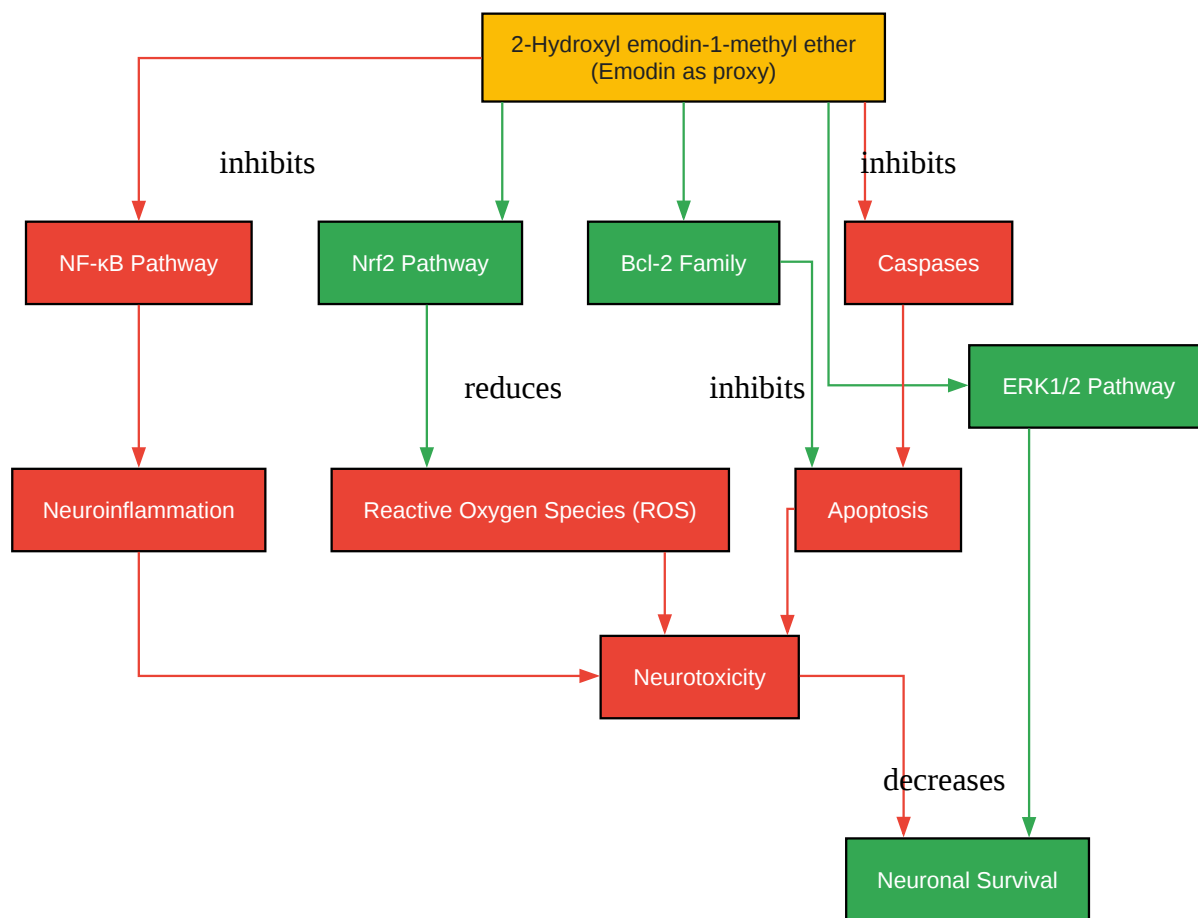 2-Hydroxyl emodin-1-methyl ether
(Emodin as proxy)
inhibits
inhibits
NF-κB Pathway
Nrf2 Pathway
Bcl-2 Family
Caspases
reduces
inhibits
ERK1/2 Pathway
Neuroinflammation
Reactive Oxygen Species (ROS)
Apoptosis
Neurotoxicity
decreases
Neuronal Survival